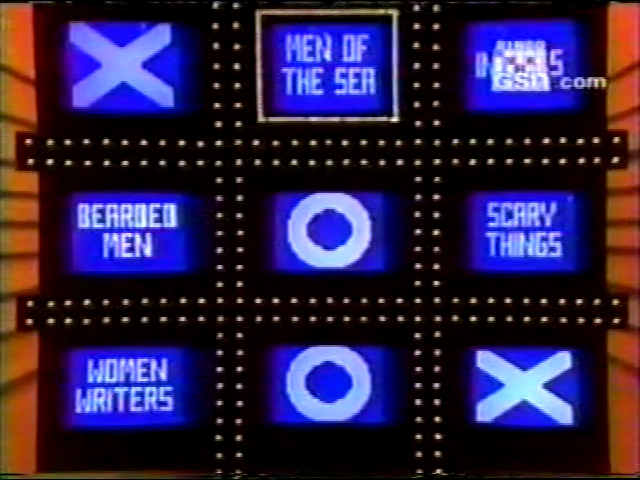 X
MEN OF
THE SEA
GSN.com
BEARDED
MEN
O
SCARY
THINGS
WOMEN
WRITERS
O
X